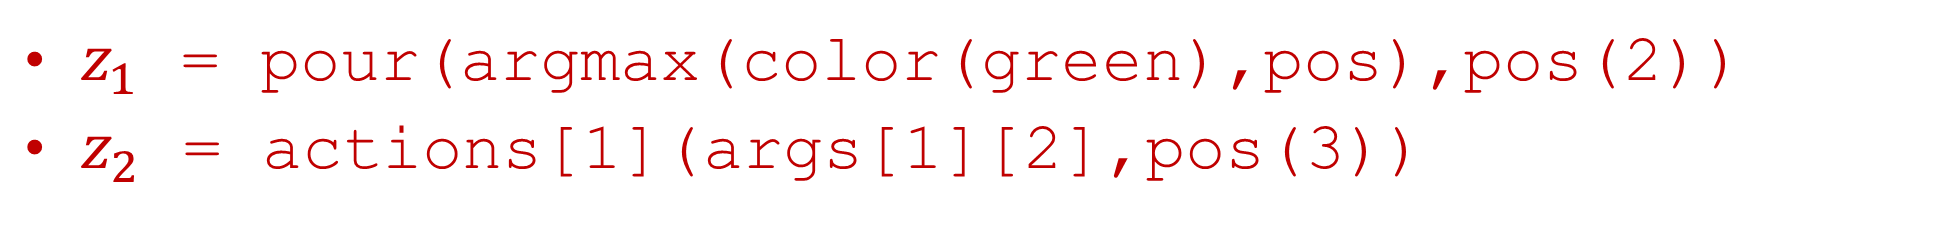 • z₁ = pour(argmax(color(green),pos),pos(2))
• z₂ = actions[1](args[1][2],pos(3))